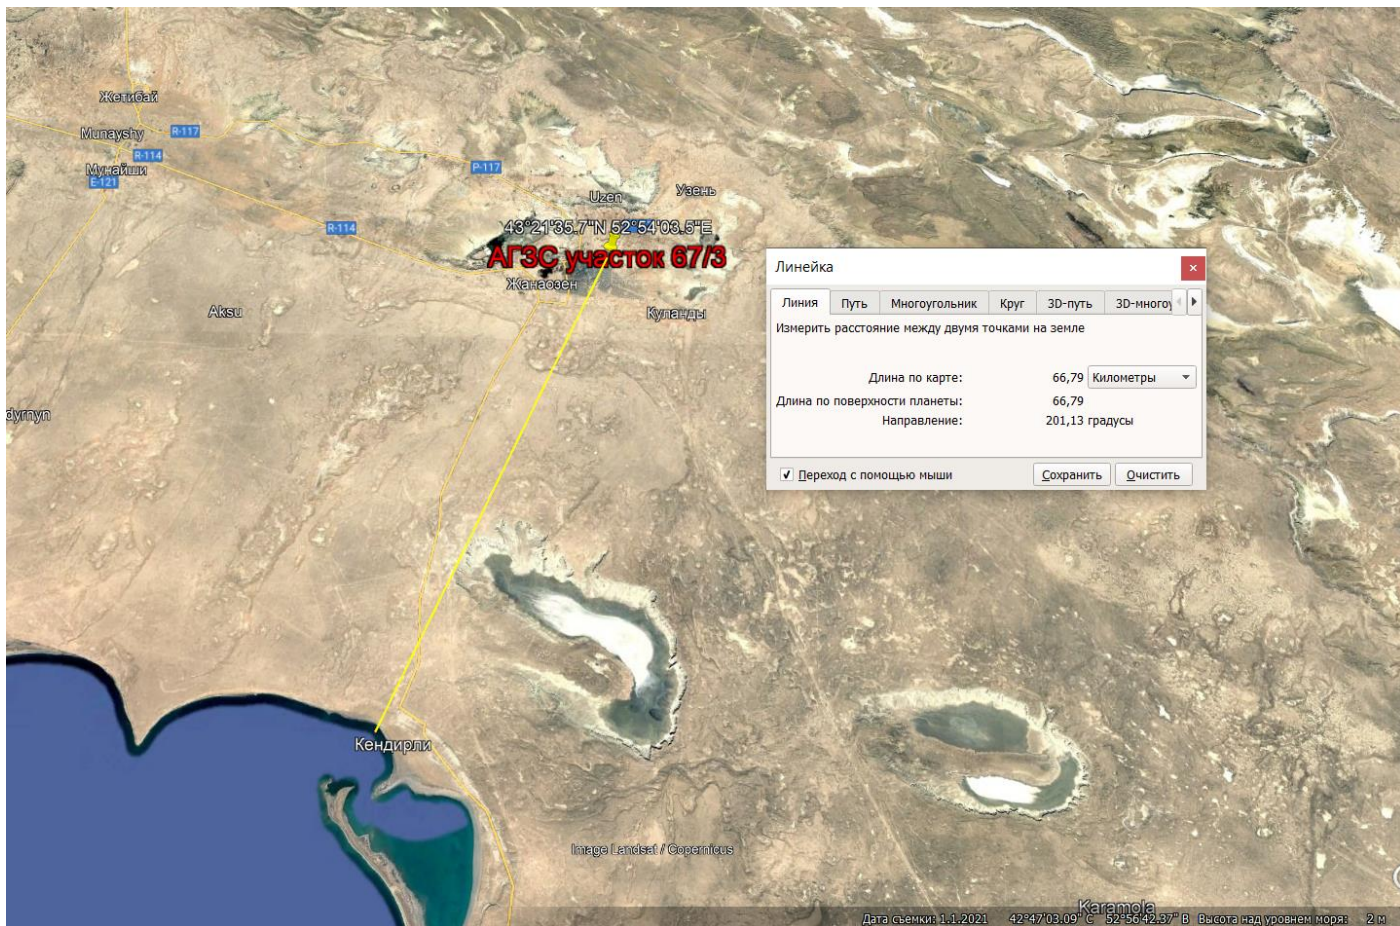 Жетибай
Munayshy
R-117
R-114
Мунайши
E-121
P-117
Uzen
Узень
R-114
43°21'35.7"N 52°54'03.5"E
АГЗС участок 67/3
Жанаозен
Куланды
Aksu
dyrnyn
Линейка
Линия Путь Многоугольник Круг 3D-путь 3D-многоу
Измерить расстояние между двумя точками на земле
Длина по карте: 66,79 Километры
Длина по поверхности планеты: 66,79
Направление: 201,13 градусы
Переход с помощью мыши Сохранить Очистить
Кендирли
Image Landsat / Copernicus
Karamola
Дата съемки: 1.1.2021 42°47'03.09" С 52°56'42.37" В Высота над уровнем моря: 2 м